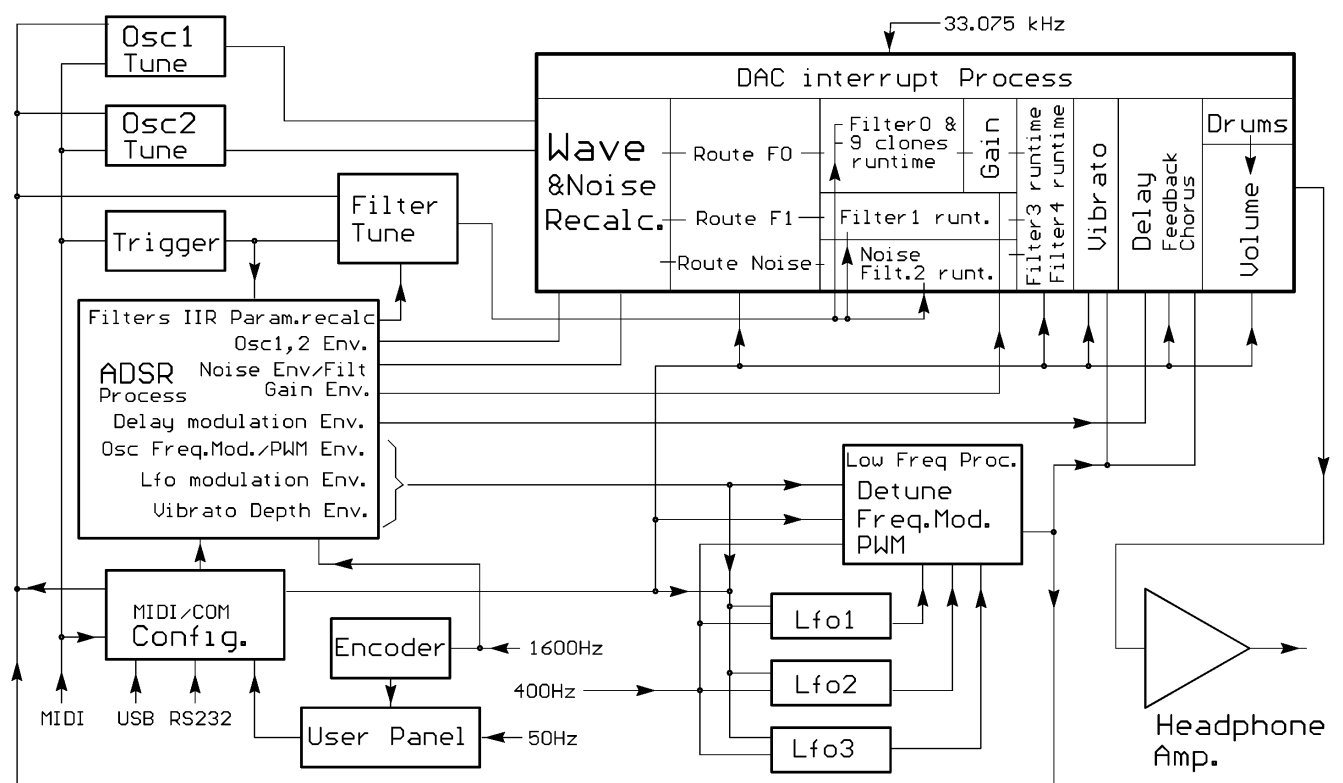 33.075 kHz
Osc1
Tune
DAC interrupt Process
Osc2
Tune
Wave
&Noise
Recalc.
Route F0
Filter0 &
9 clones
runtime
Gain
Filter3 runtime
Filter4 runtime
Vibrato
Delay
Feedback
Chorus
Drums
Volume
Route F1
Filter1 runt.
Route Noise
Noise
Filt.2 runt.
Filter
Tune
Trigger
Filters IIR Param.recalc
Osc1,2 Env.
ADSR
Process
Noise Env/Filt
Gain Env.
Delay modulation Env.
Osc Freq.Mod./PWM Env.
Lfo modulation Env.
Vibrato Depth Env.
Low Freq Proc.
Detune
Freq.Mod.
PWM
MIDI/COM
Config.
Encoder
1600Hz
Lfo1
400Hz
Lfo2
MIDI
USB
RS232
User Panel
50Hz
Lfo3
Headphone
Amp.